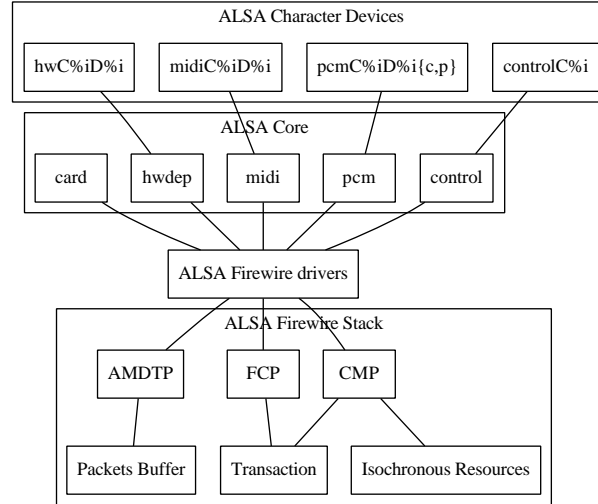 ALSA Character Devices
hwC%iD%i
midiC%iD%i
pcmC%iD%i{c,p}
controlC%i
ALSA Core
card
hwdep
midi
pcm
control
ALSA Firewire drivers
ALSA Firewire Stack
AMDTP
FCP
CMP
Packets Buffer
Transaction
Isochronous Resources